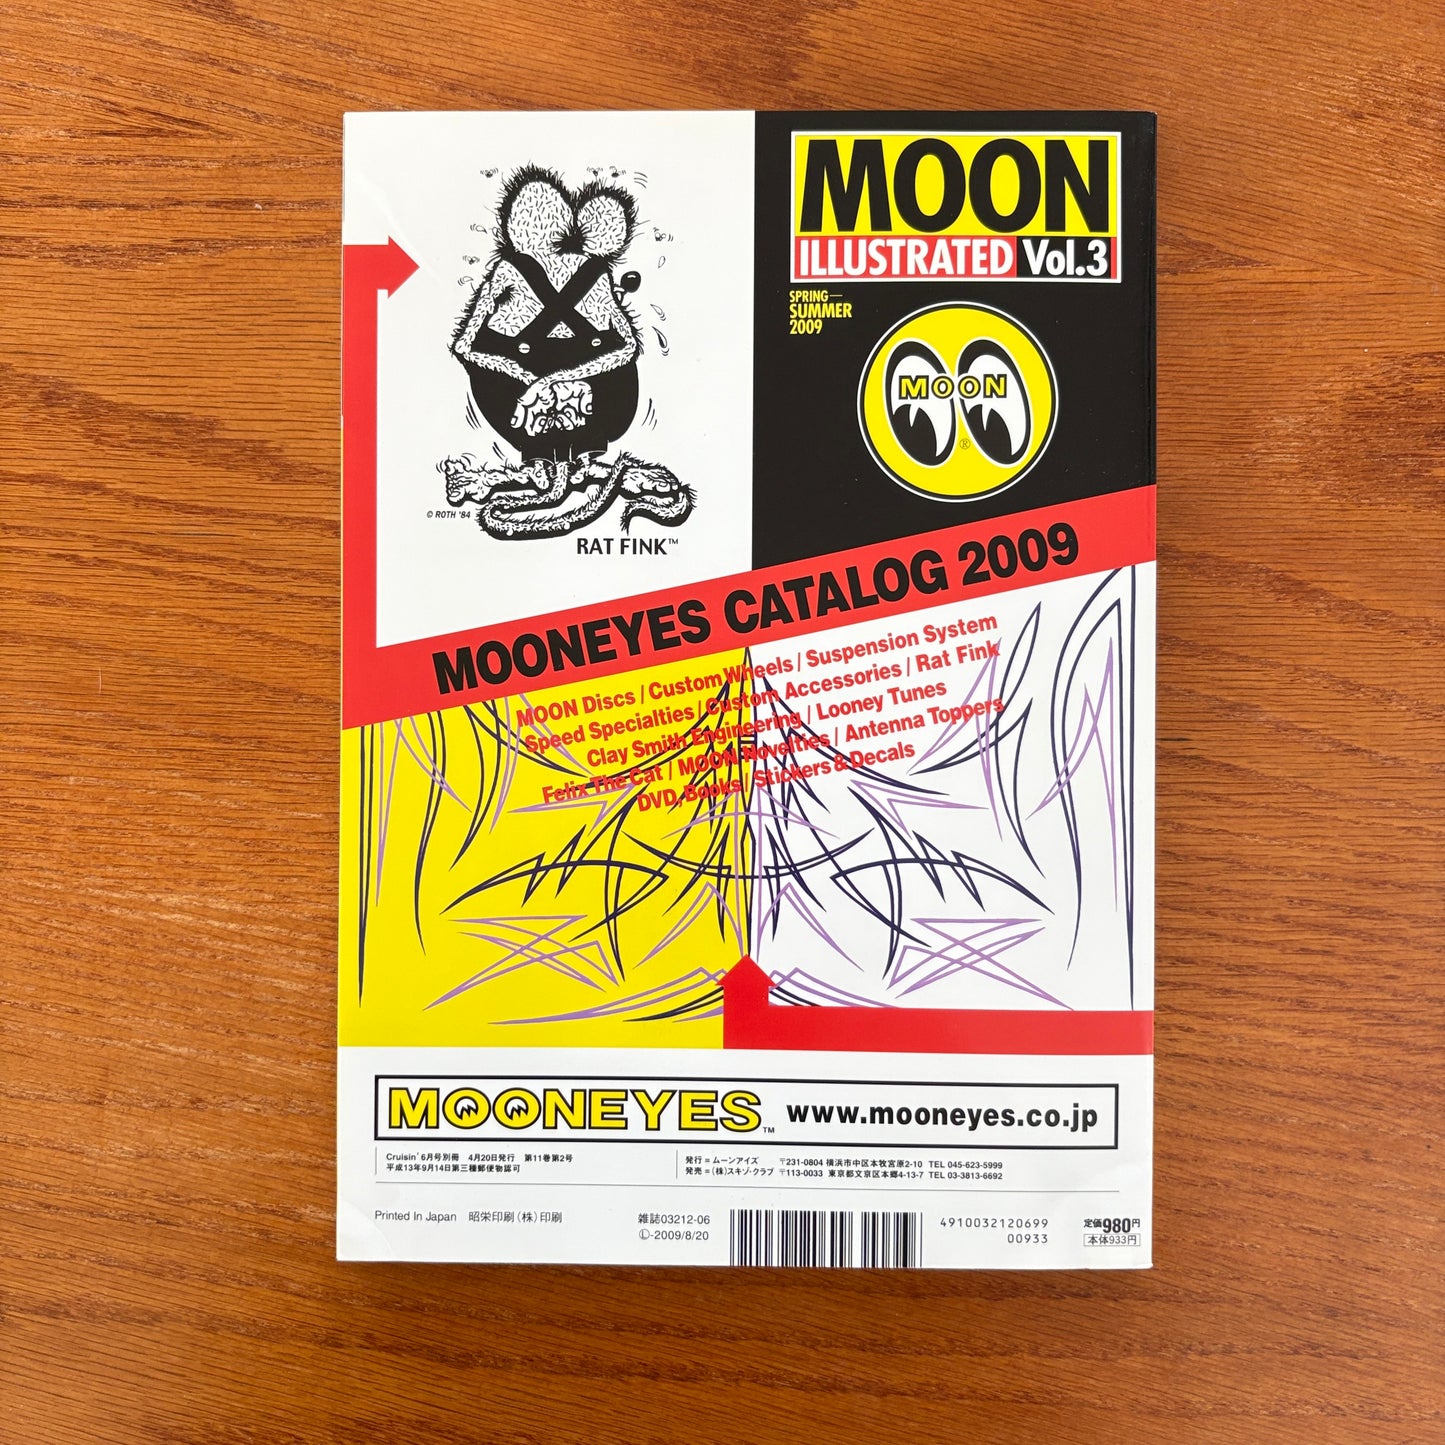 MOON
ILLUSTRATED Vol.3
SPRING—
SUMMER
2009
MOON
®
© ROTH '84
RAT FINK™
MOONEYES CATALOG 2009
MOON Discs / Custom Wheels / Suspension System
Speed Specialties / Custom Accessories / Rat Fink
Clay Smith Engineering / Looney Tunes
Felix The Cat / MOON Novelties / Antenna Toppers
DVD, Books / Stickers & Decals
MOONEYES™ www.mooneyes.co.jp
Cruisin' 6月号別冊 4月20日発行 第11巻第2号
平成13年9月14日第三種郵便物認可
発行=ムーンアイズ 〒231-0804 横浜市中区本牧宮原2-10 TEL 045-623-5999
発売=(株)スキゾ・クラブ 〒113-0033 東京都文京区本郷4-13-7 TEL 03-3813-6692
Printed In Japan 昭栄印刷(株)印刷
雑誌03212-06
Ⓛ-2009/8/20
4910032120699
00933
定価980円
本体933円